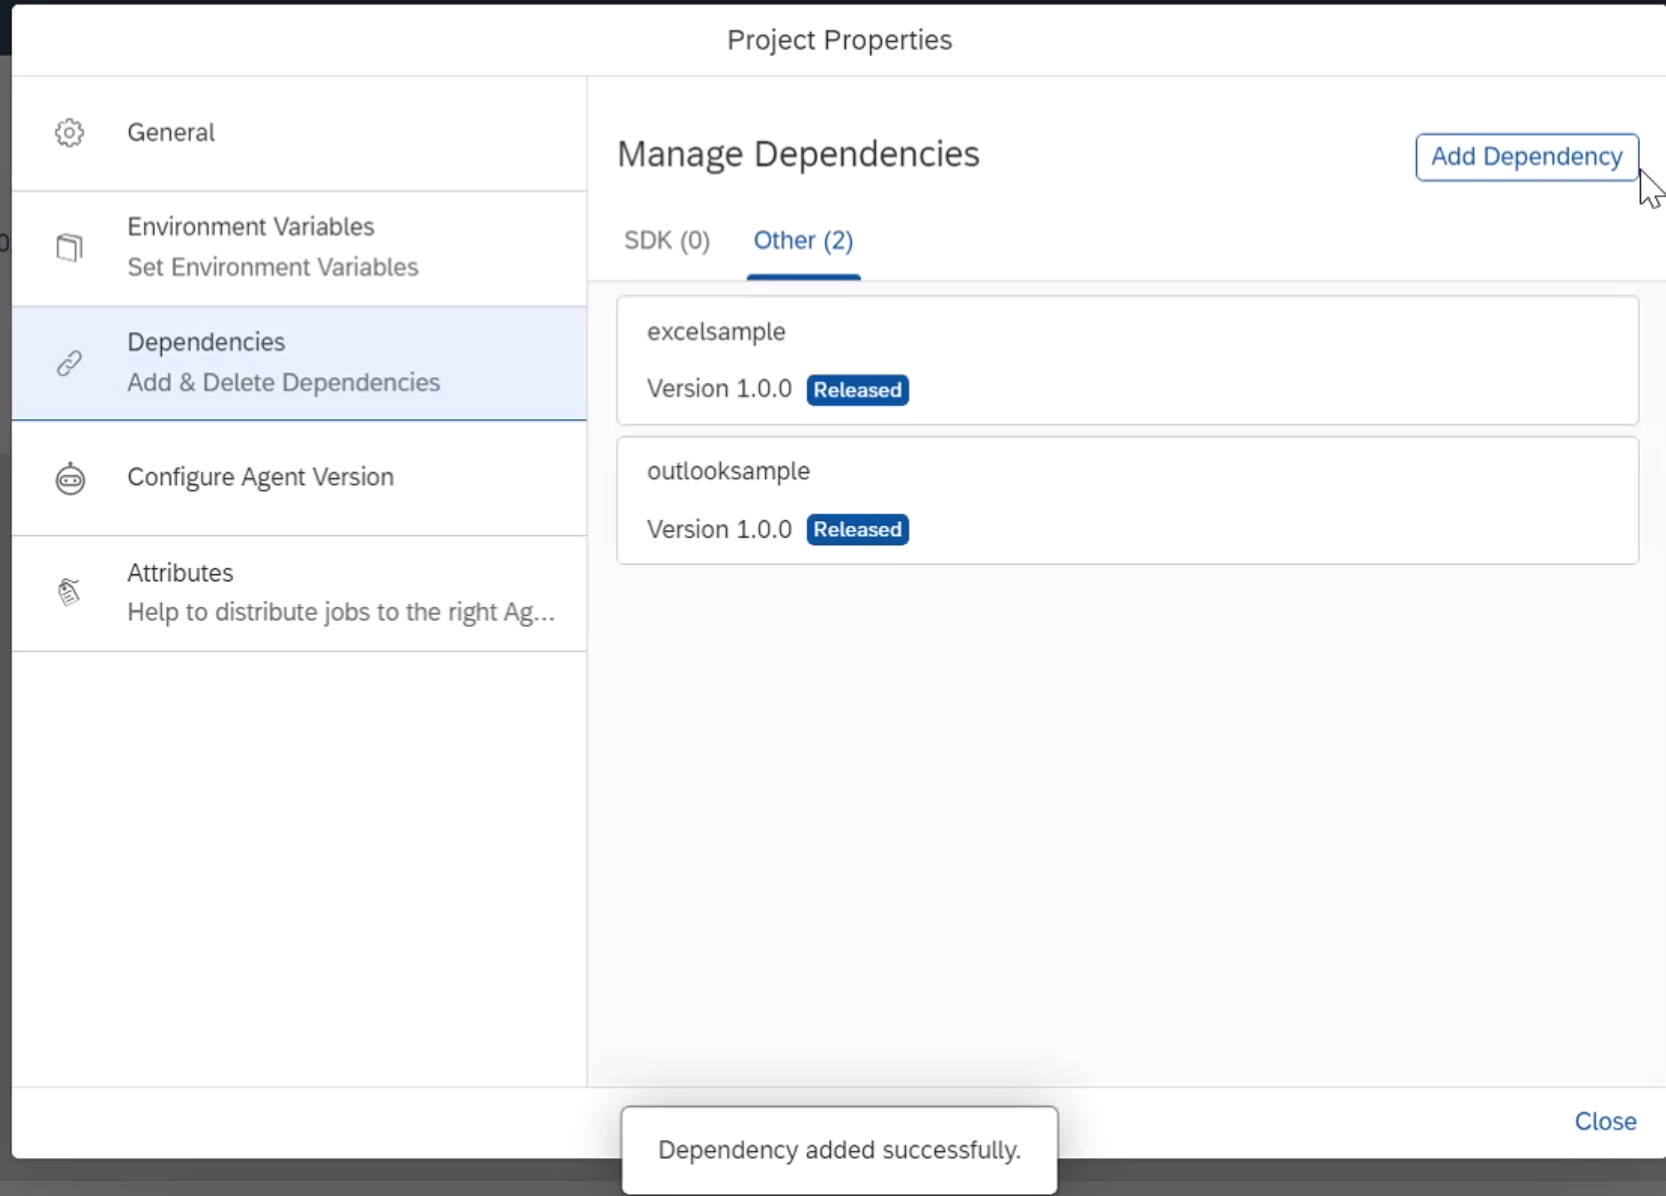 Project Properties
General
Environment Variables
Set Environment Variables
Dependencies
Add & Delete Dependencies
Configure Agent Version
Attributes
Help to distribute jobs to the right Ag...
Manage Dependencies
Add Dependency
SDK (0) Other (2)
excelsample
Version 1.0.0 Released
outlooksample
Version 1.0.0 Released
Close
Dependency added successfully.